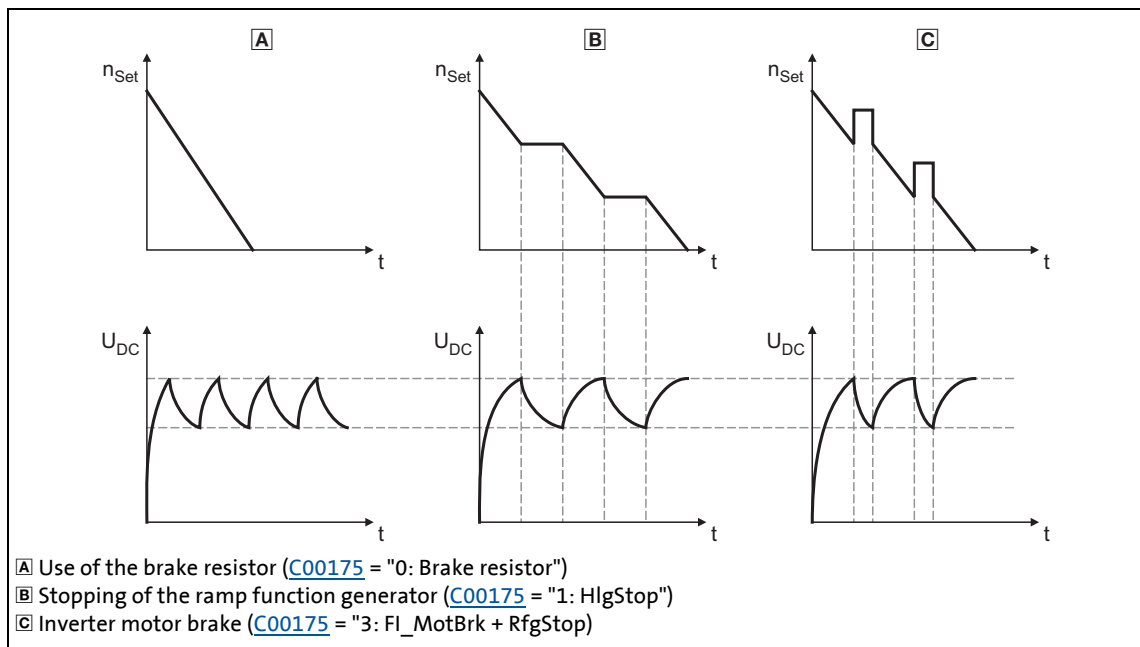 A B C
nSet nSet nSet
t t t
UDC UDC UDC
t t t
A Use of the brake resistor (C00175 = "0: Brake resistor")
B Stopping of the ramp function generator (C00175 = "1: HlgStop")
C Inverter motor brake (C00175 = "3: FI_MotBrk + RfgStop)